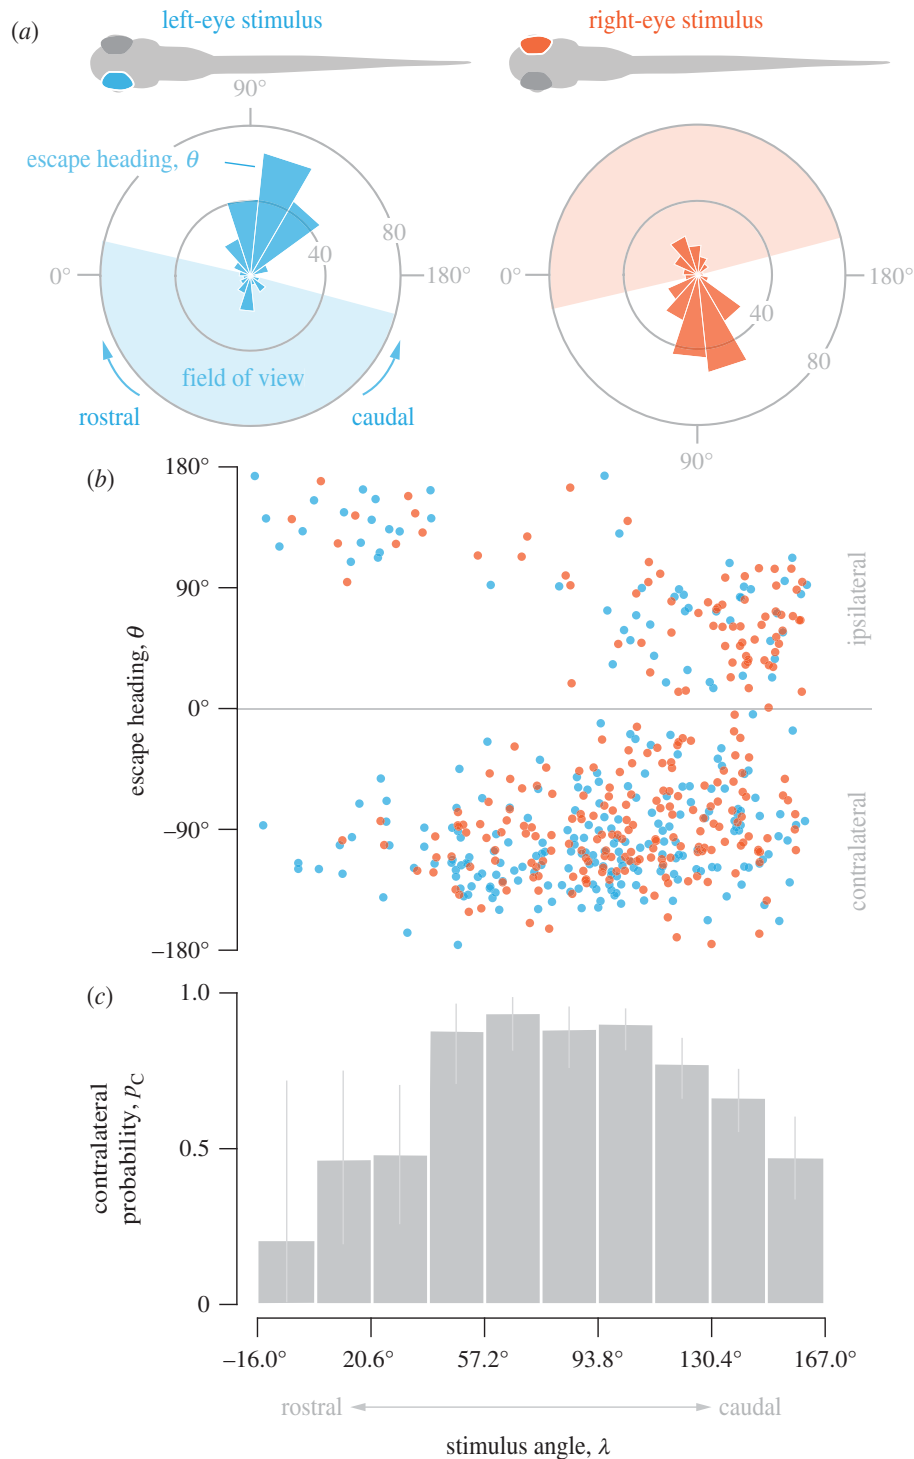 (a)
left-eye stimulus
right-eye stimulus
90°
escape heading, θ
80
40
0°
180°
field of view
rostral
caudal
0°
180°
40
80
90°
(b)
180°
90°
0°
–90°
–180°
escape heading, θ
ipsilateral
contralateral
(c)
1.0
0.5
0
contralateral
probability, pC
–16.0°
20.6°
57.2°
93.8°
130.4°
167.0°
rostral
caudal
stimulus angle, λ